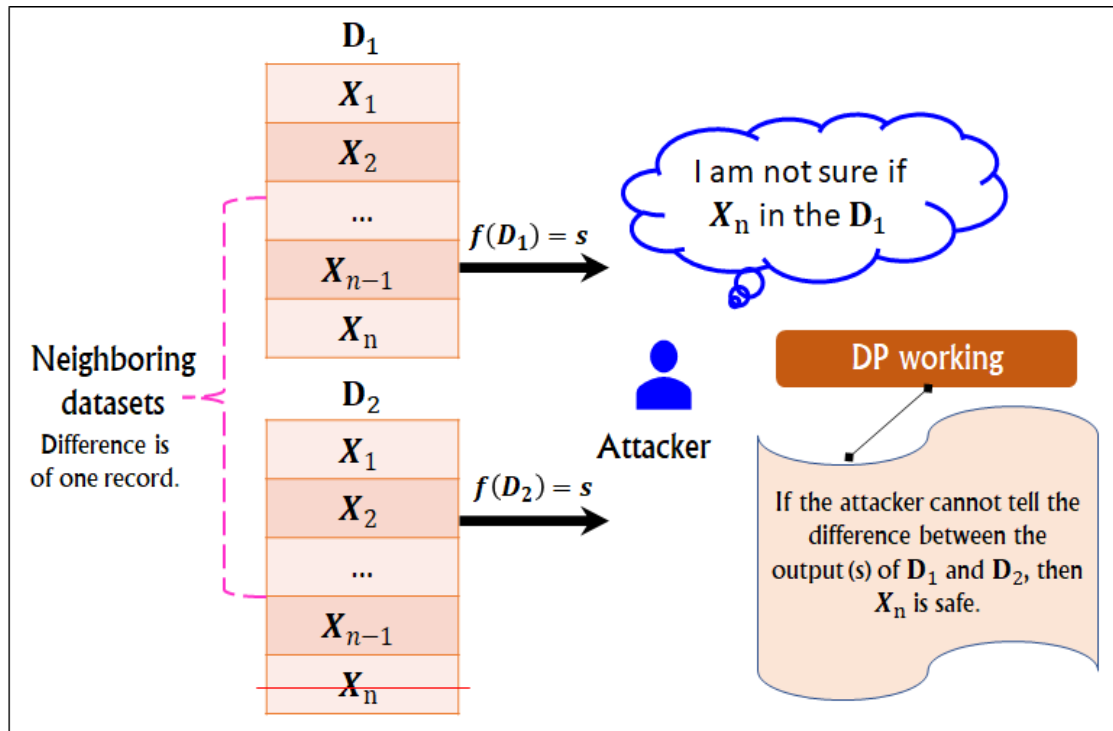 D₁
X₁
X₂
...
Xₙ₋₁
Xₙ
f(D₁) = s
I am not sure if
Xₙ in the D₁
Neighboring
datasets
Difference is
of one record.
D₂
X₁
X₂
...
Xₙ₋₁
Xₙ
f(D₂) = s
Attacker
DP working
If the attacker cannot tell the
difference between the
output (s) of D₁ and D₂, then
Xₙ is safe.